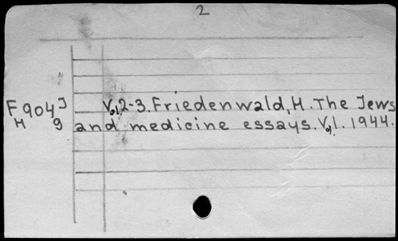 2
F904J V.2-3. Friedenwald, H. The Jews
H 9 and medicine essays. V.1. 1944.